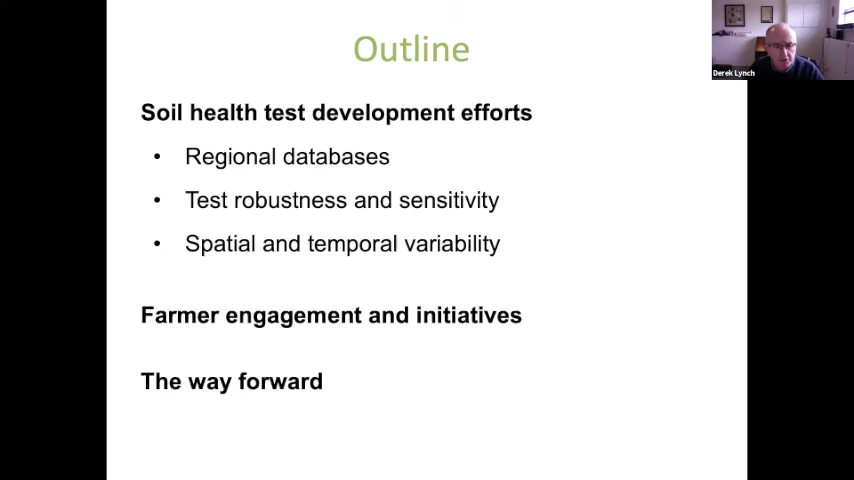 Outline
Derek Lynch
Soil health test development efforts
• Regional databases
• Test robustness and sensitivity
• Spatial and temporal variability
Farmer engagement and initiatives
The way forward